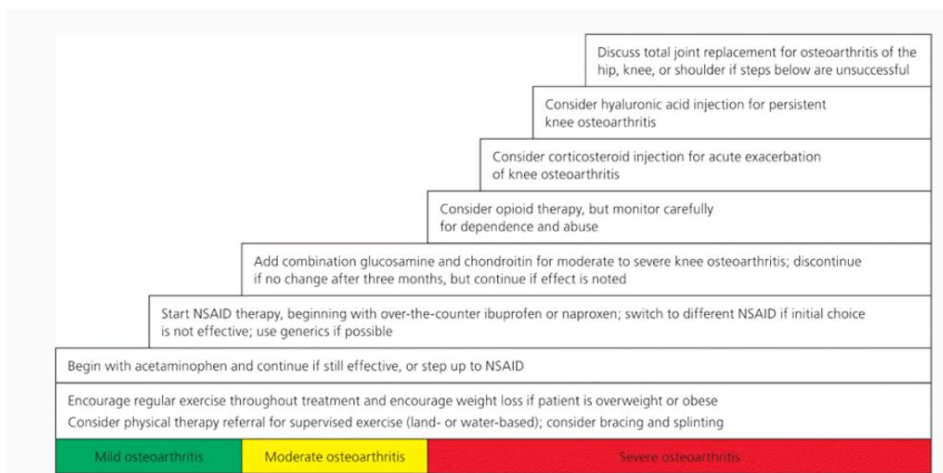 Discuss total joint replacement for osteoarthritis of the
hip, knee, or shoulder if steps below are unsuccessful
Consider hyaluronic acid injection for persistent
knee osteoarthritis
Consider corticosteroid injection for acute exacerbation
of knee osteoarthritis
Consider opioid therapy, but monitor carefully
for dependence and abuse
Add combination glucosamine and chondroitin for moderate to severe knee osteoarthritis; discontinue
if no change after three months, but continue if effect is noted
Start NSAID therapy, beginning with over-the-counter ibuprofen or naproxen; switch to different NSAID if initial choice
is not effective; use generics if possible
Begin with acetaminophen and continue if still effective, or step up to NSAID
Encourage regular exercise throughout treatment and encourage weight loss if patient is overweight or obese
Consider physical therapy referral for supervised exercise (land- or water-based); consider bracing and splinting
Mild osteoarthritis
Moderate osteoarthritis
Severe osteoarthritis